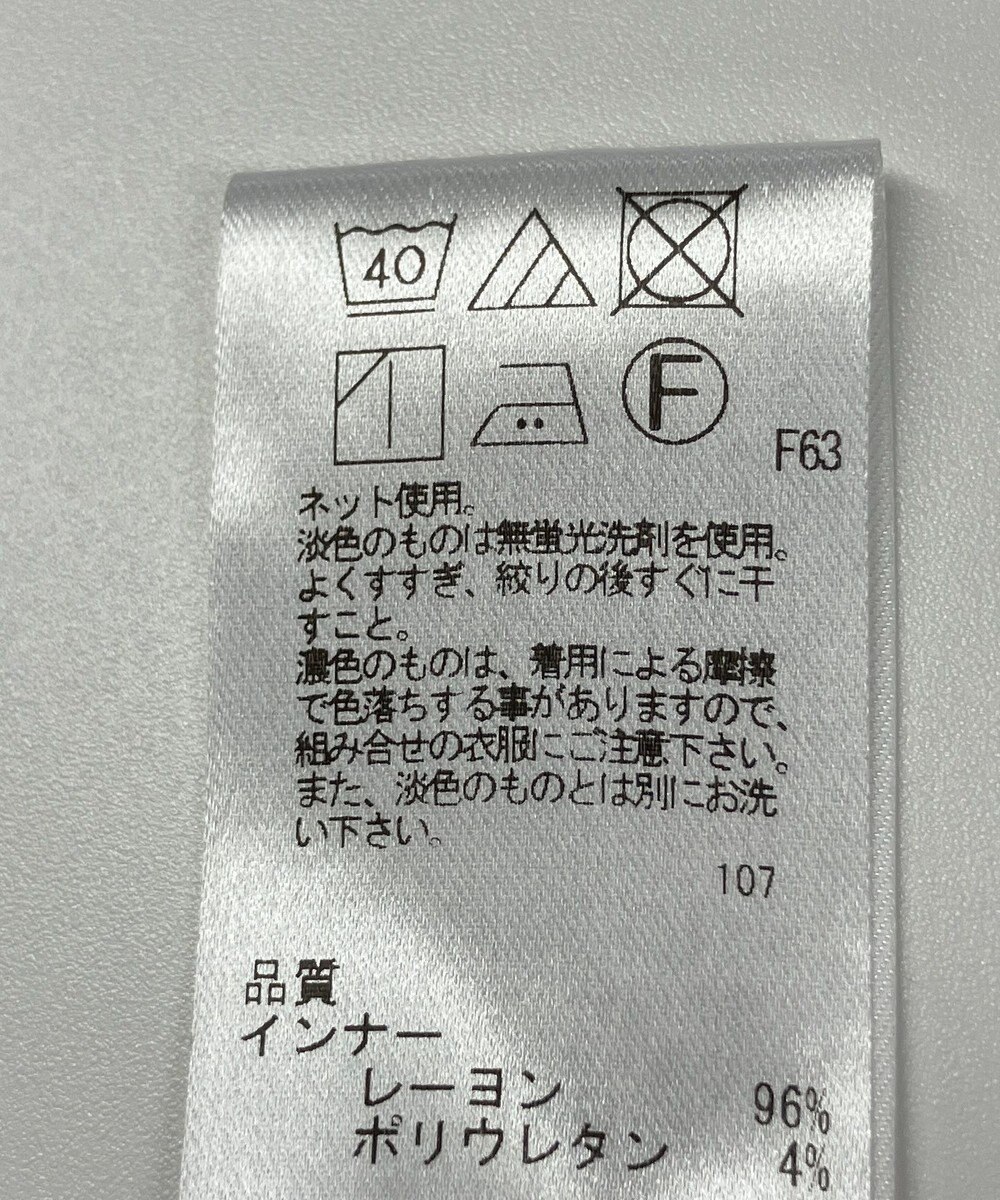 40
F
F63
ネット使用。
淡色のものは無蛍光洗剤を使用。
よくすすぎ、絞りの後すぐに干
すこと。
濃色のものは、着用による摩擦
で色落ちする事がありますので、
組み合せの衣服にご注意下さい。
また、淡色のものとは別にお洗
い下さい。
107
品質
インナー
レーヨン 96%
ポリウレタン 4%